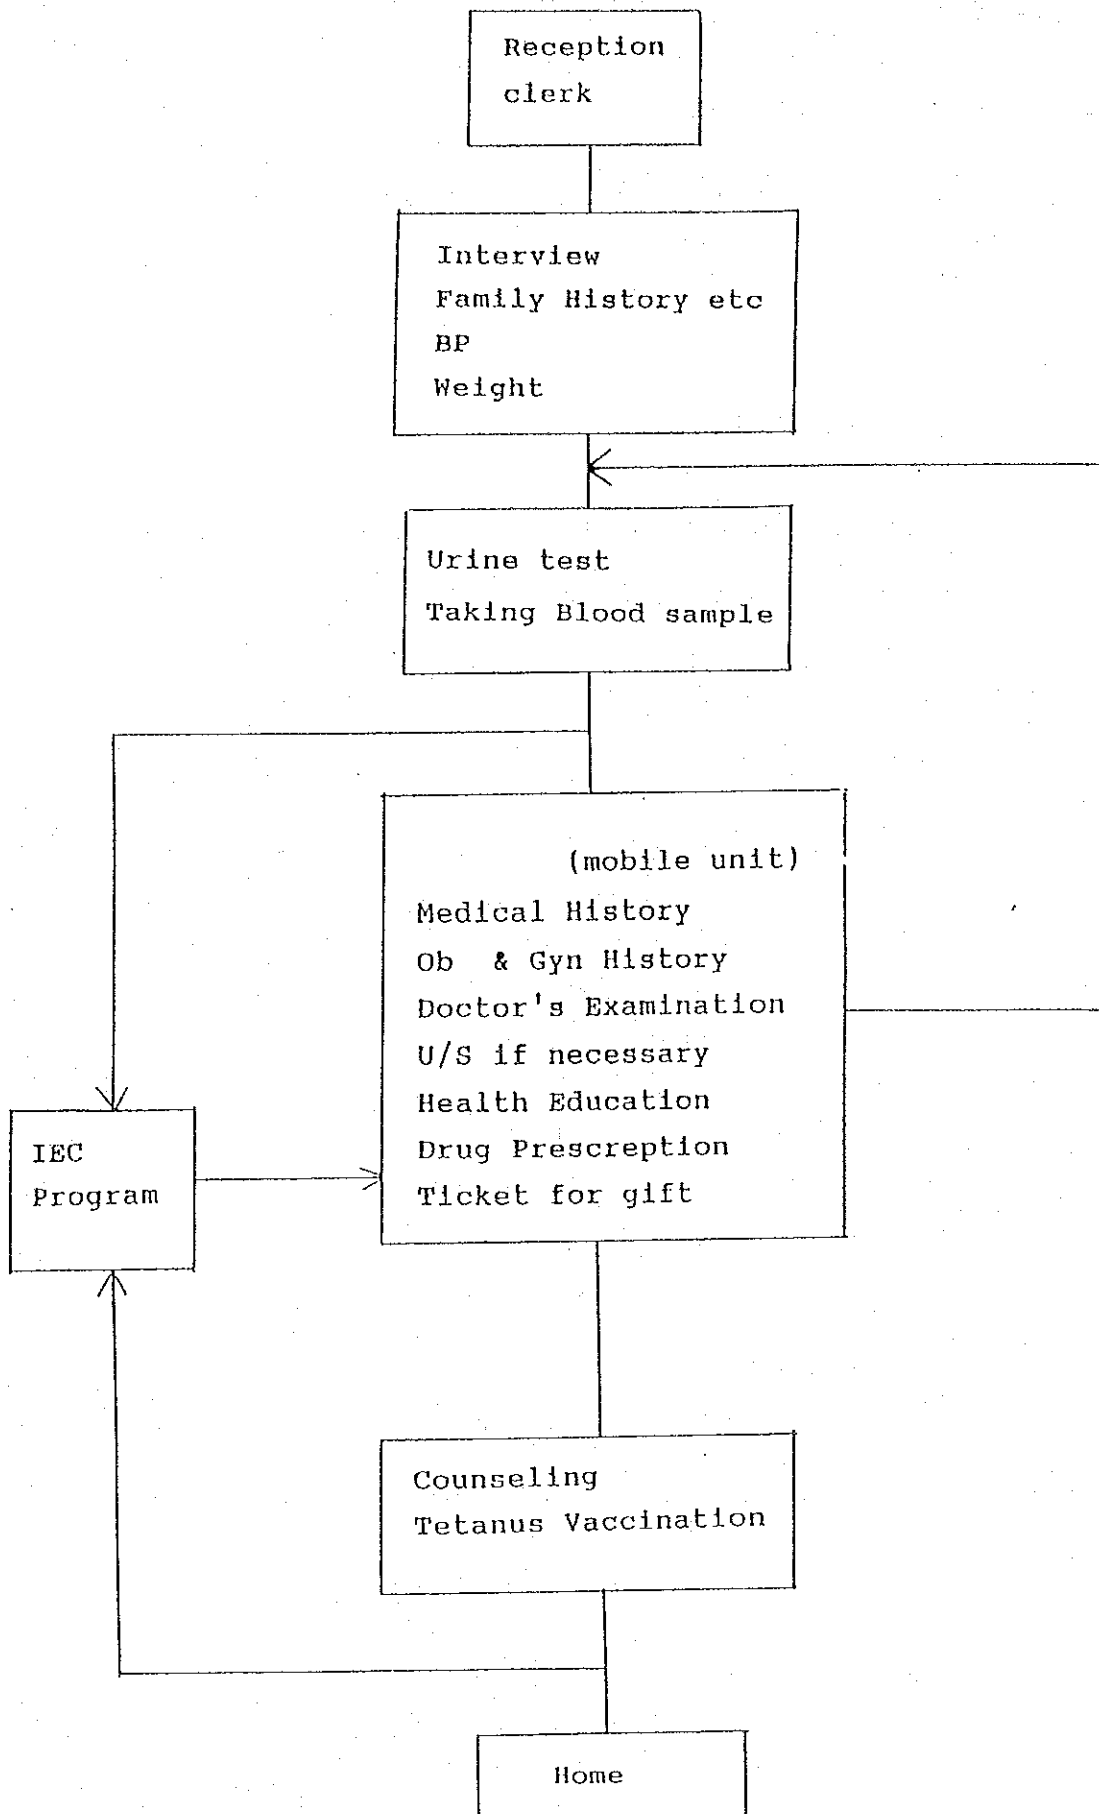 Reception
clerk
Interview
Family History etc
BP
Weight
Urine test
Taking Blood sample
(mobile unit)
Medical History
Ob & Gyn History
Doctor's Examination
U/S if necessary
Health Education
Drug Prescreption
Ticket for gift
IEC
Program
Counseling
Tetanus Vaccination
Home